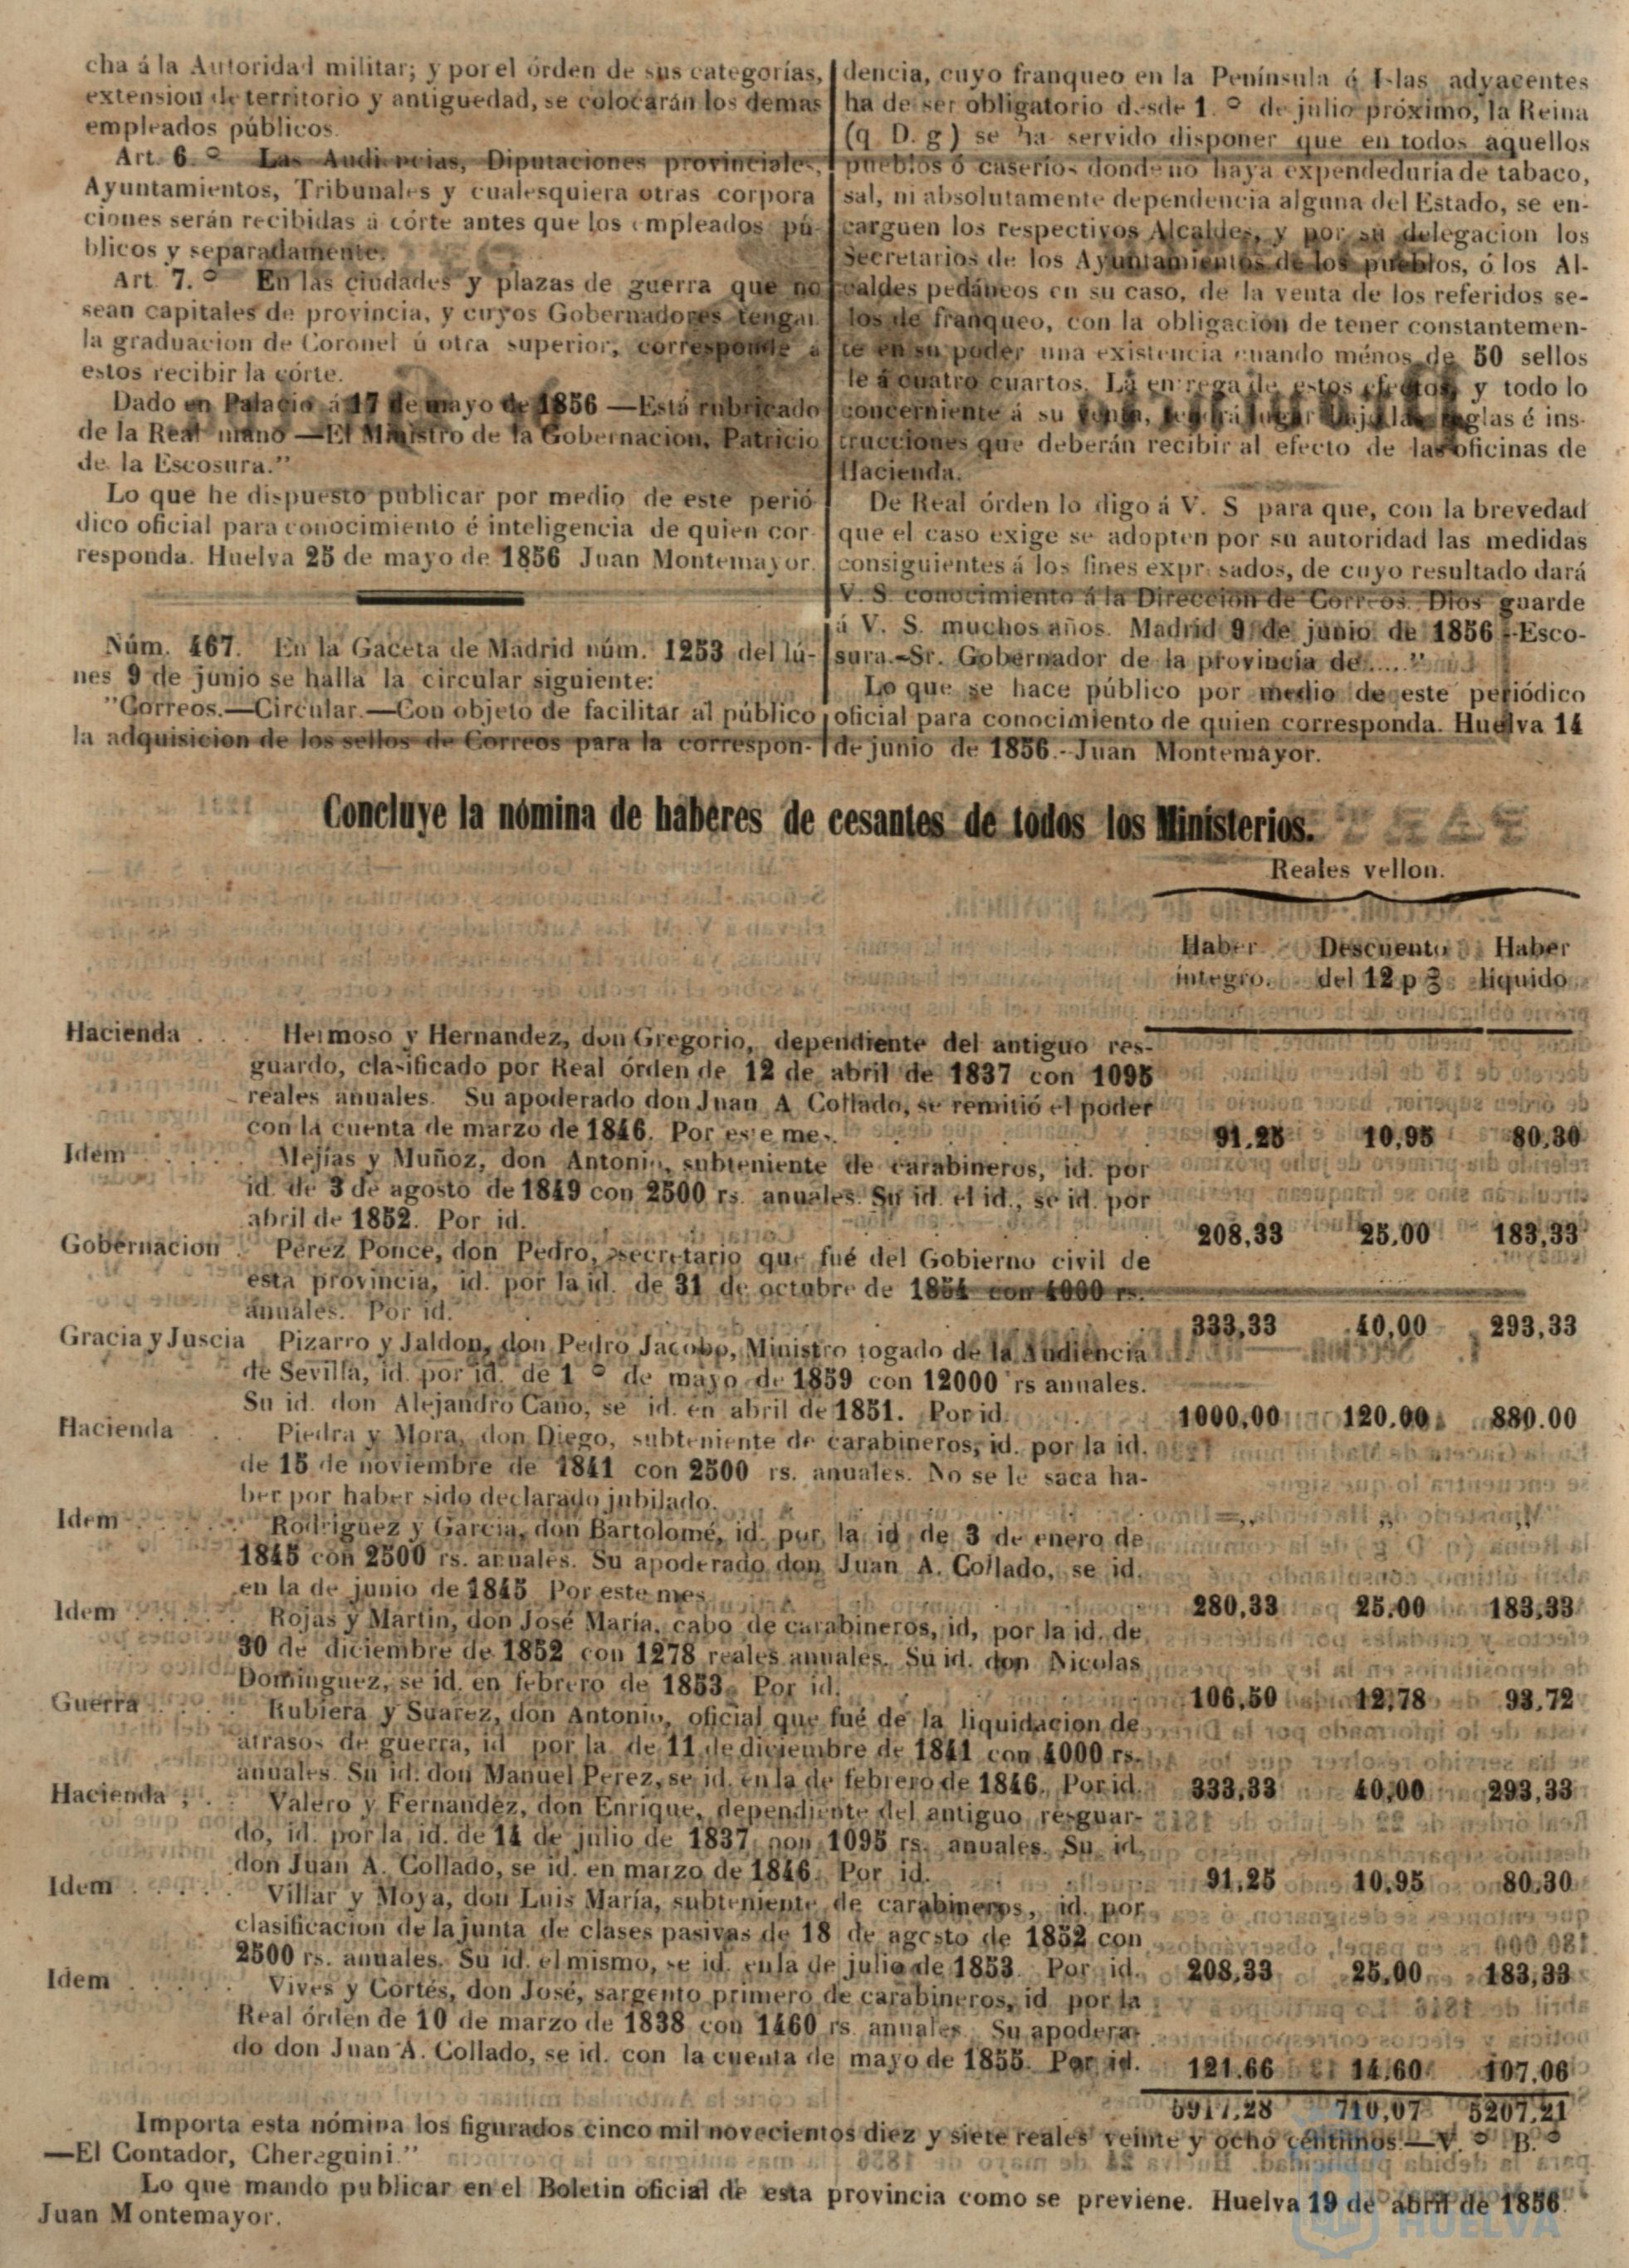 cha á la Autoridad militar; y por el órden de sus categorías,
extension de territorio y antiguedad, se colocarán los demas
empleados públicos.
Art. 6.º Las Audiencias, Diputaciones provinciales,
Ayuntamientos, Tribunales y cualesquiera otras corpora
ciones serán recibidas á córte antes que los empleados pú-
blicos y separadamente.
Art. 7.º En las ciudades y plazas de guerra que no
sean capitales de provincia, y cuyos Gobernadores tengan
la graduacion de Coronel ú otra superior, corresponde á
estos recibir la córte.
Dado en Palacio á 17 de mayo de 1856 —Está rubricado
de la Real mano —El Ministro de la Gobernacion, Patricio
de la Escosura.”
Lo que he dispuesto publicar por medio de este perió
dico oficial para conocimiento é inteligencia de quien cor-
responda. Huelva 25 de mayo de 1856 Juan Montemayor.
Núm. 467. En la Gaceta de Madrid núm. 1253 del lú-
nes 9 de junio se halla la circular siguiente:
"Correos.—Circular.—Con objeto de facilitar al público
la adquisicion de los sellos de Correos para la correspon-
dencia, cuyo franqueo en la Península é Islas adyacentes
ha de ser obligatorio desde 1.º de julio próximo, la Reina
(q D. g) se ha servido disponer que en todos aquellos
pueblos ó caseríos donde no haya expendeduría de tabaco,
sal, ni absolutamente dependencia alguna del Estado, se en-
carguen los respectivos Alcaldes, y por su delegacion los
Secretarios de los Ayuntamientos de los pueblos, ó los Al-
caldes pedáneos en su caso, de la venta de los referidos se-
los de franqueo, con la obligacion de tener constantemen-
te en su poder una existencia cuando ménos de 50 sellos
de á cuatro cuartos. La entrega de estos efectos y todo lo
concerniente á su reglas é ins-
trucciones que deberán recibir al efecto de las oficinas de
Hacienda.
De Real órden lo digo á V. S para que, con la brevedad
que el caso exige se adopten por su autoridad las medidas
consiguientes á los fines expresados, de cuyo resultado dará
V. S. conocimiento á la Direccion de Correos. Dios guarde
á V. S. muchos años. Madrid 9 de junio de 1856.-Esco-
sura.-Sr. Gobernador de la provincia de.....”
Lo que se hace público por medio de este periódico
oficial para conocimiento de quien corresponda. Huelva 14
de junio de 1856.-Juan Montemayor.
Concluye la nómina de haberes de cesantes de todos los Ministerios.
Reales vellon.
Haber Descuento Haber
integro. del 12 p liquido
Hacienda . . . Hermoso y Hernandez, don Gregorio, dependiente del antiguo res-
guardo, clasificado por Real órden de 12 de abril de 1837 con 1095
reales anuales. Su apoderado don Juan A Collado, se remitió el poder
con la cuenta de marzo de 1846. Por este mes. 91,25 10,95 80,30
Idem . . . . . Mejías y Muñoz, don Antonio, subteniente de carabineros, id. por
id. de 3 de agosto de 1849 con 2500 rs. anuales. Su id. el id., se id. por
abril de 1852. Por id. 208,33 25,00 183,33
Gobernacion . Perez Ponce, don Pedro, secretario que fué del Gobierno civil de
esta provincia, id. por la id. de 31 de octubre de 1854 con 4000 rs.
anuales. Por id. 333,33 40,00 293,33
Gracia y Juscia Pizarro y Jaldon, don Pedro Jacobo, Ministro togado de la Audiencia
de Sevilla, id. por id. de 1º de mayo de 1859 con 12000 rs anuales.
Su id. don Alejandro Cano, se id. en abril de 1851. Por id. 1000,00 120,00 880.00
Hacienda . . Piedra y Mora, don Diego, subteniente de carabineros, id. por la id.
de 15 de noviembre de 1841 con 2500 rs. anuales. No se le saca ha-
ber por haber sido declarado jubilado. ,, ,, ,,
Idem . . . . . Rodriguez y Garcia, don Bartolomé, id. por la id de 3 de enero de
1845 con 2500 rs. anuales. Su apoderado don Juan A. Collado, se id.
en la de junio de 1845 Por este mes 280,33 25,00 183,33
Idem . . . . . Rojas y Martin, don José María, cabo de carabineros, id, por la id. de
30 de diciembre de 1852 con 1278 reales anuales. Su id. don Nicolas
Dominguez, se id. en febrero de 1853. Por id. 106,50 12,78 93,72
Guerra . . . . Rubiera y Suarez, don Antonio, oficial que fué de la liquidacion de
atrasos de guerra, id por la de 11 de diciembre de 1841 con 4000 rs.
anuales. Su id. don Manuel Perez, se id. en la de febrero de 1846. Por id. 333,33 40,00 293,33
Hacienda . . . Valero y Fernandez, don Enrique, dependiente del antiguo resguar-
do, id. por la id. de 14 de julio de 1837 con 1095 rs. anuales. Su id.
don Juan A. Collado, se id. en marzo de 1846. Por id. 91,25 10,95 80,30
Idem . . . . . Villar y Moya, don Luis María, subteniente de carabineros, id. por
clasificacion de la junta de clases pasivas de 18 de agosto de 1852 con
2500 rs. anuales. Su id. el mismo, se id. en la de julio de 1853. Por id. 208,33 25,00 183,33
Idem . . . . . Vives y Cortés, don José, sargento primero de carabineros, id por la
Real órden de 10 de marzo de 1838 con 1460 rs. anuales. Su apodera-
do don Juan A. Collado, se id. con la cuenta de mayo de 1855. Por id. 121.66 14,60 107,06
5917,28 710,07 5207,21
Importa esta nómina los figurados cinco mil novecientos diez y siete reales veinte y ocho céntimos.—V.º B.º
—El Contador, Chereguini.”
Lo que mando publicar en el Boletin oficial de esta provincia como se previene. Huelva 19 de abril de 1856.
Juan Montemayor.
HUELVA